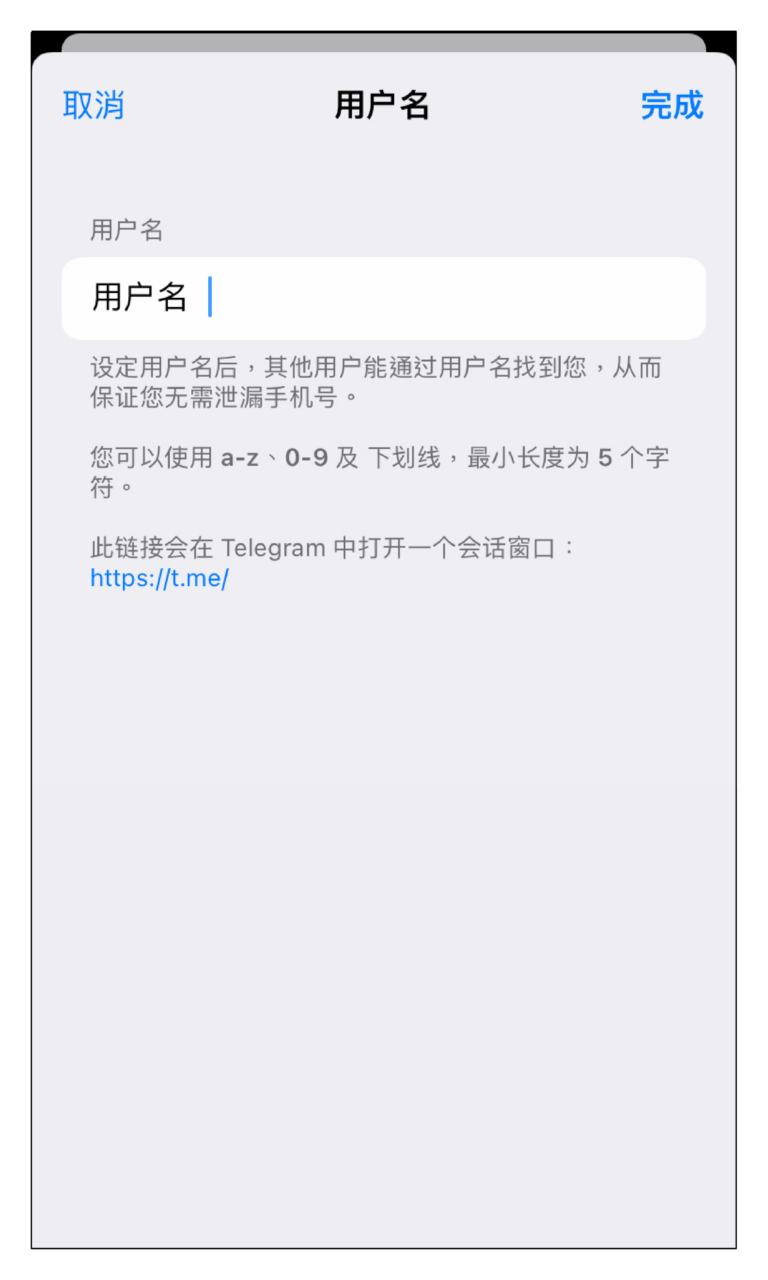 取消 用户名 完成
用户名
用户名
设定用户名后，其他用户能通过用户名找到您，从而
保证您无需泄漏手机号。
您可以使用 a-z、0-9 及 下划线，最小长度为 5 个字
符。
此链接会在 Telegram 中打开一个会话窗口：
https://t.me/